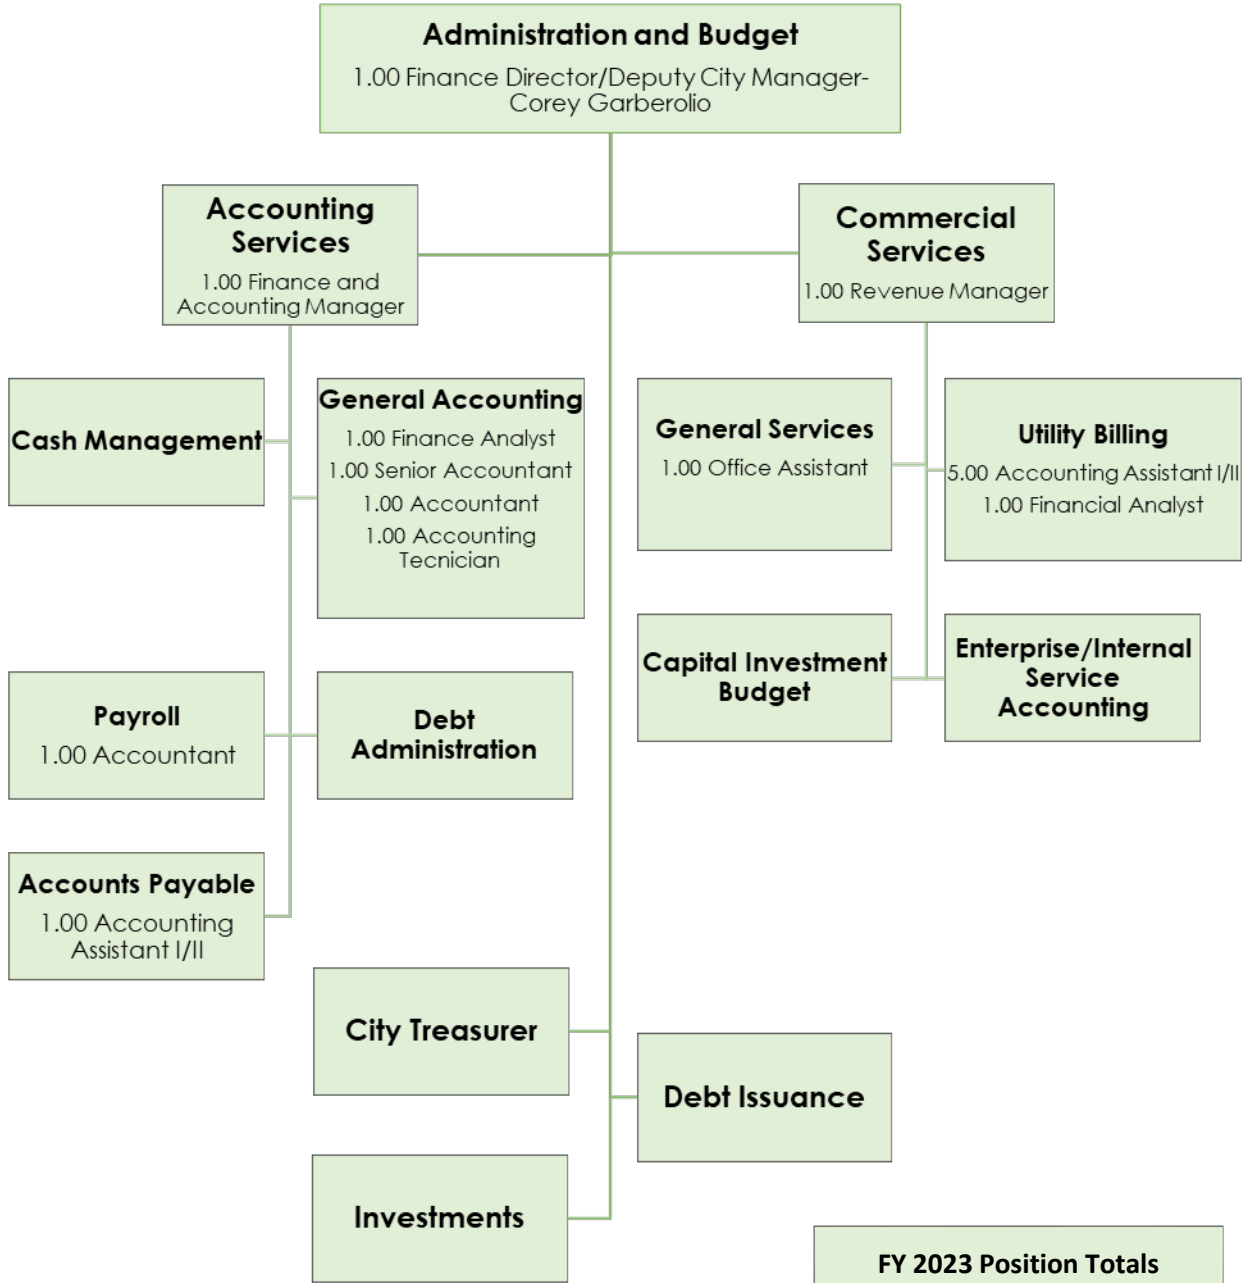 Administration and Budget
1.00 Finance Director/Deputy City Manager-
Corey Garberolio
Accounting
Services
1.00 Finance and
Accounting Manager
Commercial
Services
1.00 Revenue Manager
Cash Management
General Accounting
1.00 Finance Analyst
1.00 Senior Accountant
1.00 Accountant
1.00 Accounting
Tecnician
General Services
1.00 Office Assistant
Utility Billing
5.00 Accounting Assistant I/II
1.00 Financial Analyst
Payroll
1.00 Accountant
Debt
Administration
Capital Investment
Budget
Enterprise/Internal
Service
Accounting
Accounts Payable
1.00 Accounting
Assistant I/II
City Treasurer
Debt Issuance
Investments
FY 2023 Position Totals